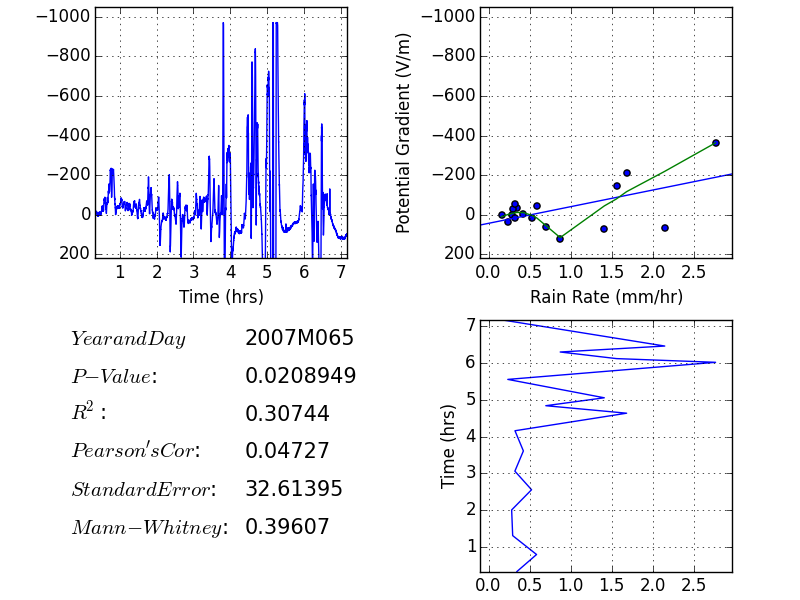 −1000
−800
−600
−400
−200
0
200
1 2 3 4 5 6 7
Time (hrs)
Potential Gradient (V/m)
−1000
−800
−600
−400
−200
0
200
0.0 0.5 1.0 1.5 2.0 2.5
Rain Rate (mm/hr)
YearandDay 2007M065
P−Value: 0.0208949
R²: 0.30744
Pearson′sCor: 0.04727
StandardError: 32.61395
Mann−Whitney: 0.39607
Time (hrs)
7
6
5
4
3
2
1
0.0 0.5 1.0 1.5 2.0 2.5